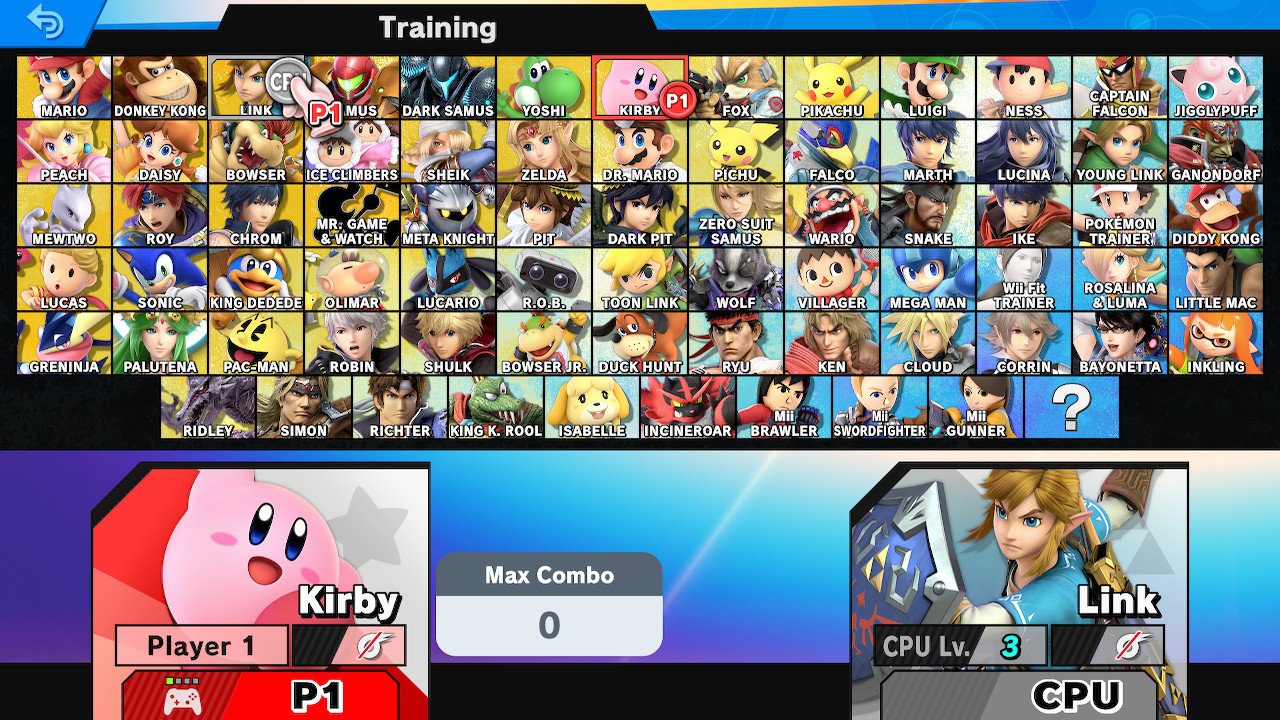 Training
MARIO
DONKEY KONG
LINK
CPU
P1
MUS
DARK SAMUS
YOSHI
KIRBY
P1
FOX
PIKACHU
LUIGI
NESS
CAPTAIN
FALCON
JIGGLYPUFF
PEACH
DAISY
BOWSER
ICE CLIMBERS
SHEIK
ZELDA
DR. MARIO
PICHU
FALCO
MARTH
LUCINA
YOUNG LINK
GANONDORF
MEWTWO
ROY
CHROM
MR. GAME
& WATCH
META KNIGHT
PIT
DARK PIT
ZERO SUIT
SAMUS
WARIO
SNAKE
IKE
POKÉMON
TRAINER
DIDDY KONG
LUCAS
SONIC
KING DEDEDE
OLIMAR
LUCARIO
R.O.B.
TOON LINK
WOLF
VILLAGER
MEGA MAN
Wii Fit
TRAINER
ROSALINA
& LUMA
LITTLE MAC
GRENINJA
PALUTENA
PAC-MAN
ROBIN
SHULK
BOWSER JR.
DUCK HUNT
RYU
KEN
CLOUD
CORRIN
BAYONETTA
INKLING
RIDLEY
SIMON
RICHTER
KING K. ROOL
ISABELLE
INCINEROAR
Mii
BRAWLER
Mii
SWORDFIGHTER
Mii
GUNNER
?
Kirby
Player 1
P1
Max Combo
0
Link
CPU Lv. 3
CPU